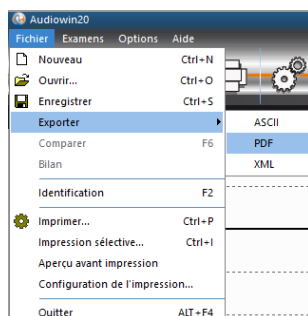 Audiowin20
Fichier Examens Options Aide
Nouveau Ctrl+N
Ouvrir... Ctrl+O
Enregistrer Ctrl+S
Exporter
ASCII
Comparer F6
PDF
Bilan
XML
Identification F2
Imprimer... Ctrl+P
Impression sélective... Ctrl+I
Aperçu avant impression
Configuration de l'impression...
Quitter ALT+F4